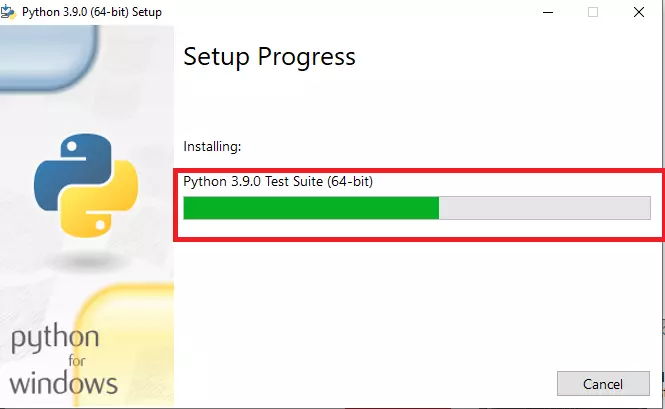 Python 3.9.0 (64-bit) Setup
Setup Progress
Installing:
Python 3.9.0 Test Suite (64-bit)
python
for
windows
Cancel